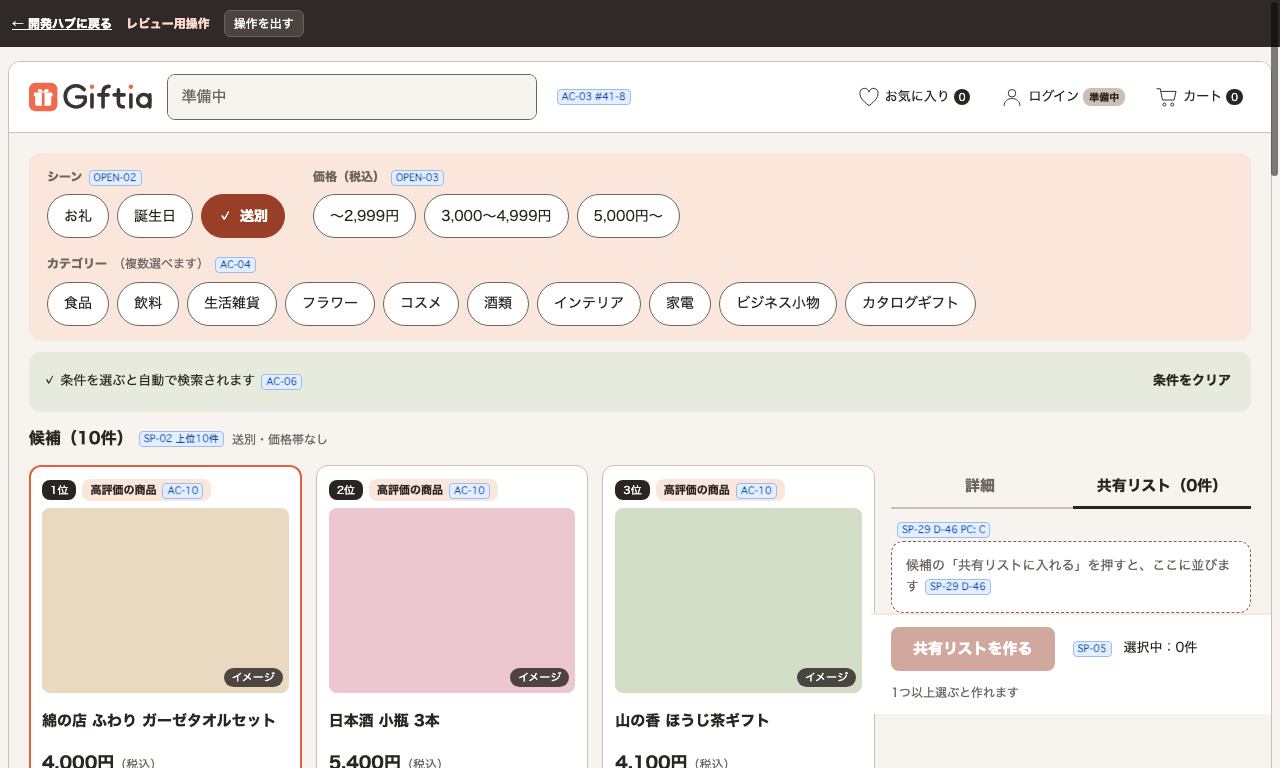 ← 開発ハブに戻る レビュー用操作 操作を出す
Giftia 準備中 AC-03 #41-8 お気に入り 0 ログイン 準備中 カート 0
シーン OPEN-02 価格（税込） OPEN-03
お礼 誕生日 ✓ 送別 〜2,999円 3,000〜4,999円 5,000円〜
カテゴリー （複数選べます） AC-04
食品 飲料 生活雑貨 フラワー コスメ 酒類 インテリア 家電 ビジネス小物 カタログギフト
✓ 条件を選ぶと自動で検索されます AC-06 条件をクリア
候補（10件） SP-02 上位10件 送別・価格帯なし
1位 高評価の商品 AC-10
イメージ
綿の店 ふわり ガーゼタオルセット
4,000円（税込）
2位 高評価の商品 AC-10
イメージ
日本酒 小瓶 3本
5,400円（税込）
3位 高評価の商品 AC-10
イメージ
山の香 ほうじ茶ギフト
4,100円（税込）
詳細 共有リスト（0件）
SP-29 D-46 PC: C
候補の「共有リストに入れる」を押すと、ここに並びま
す SP-29 D-46
共有リストを作る SP-05 選択中：0件
1つ以上選ぶと作れます